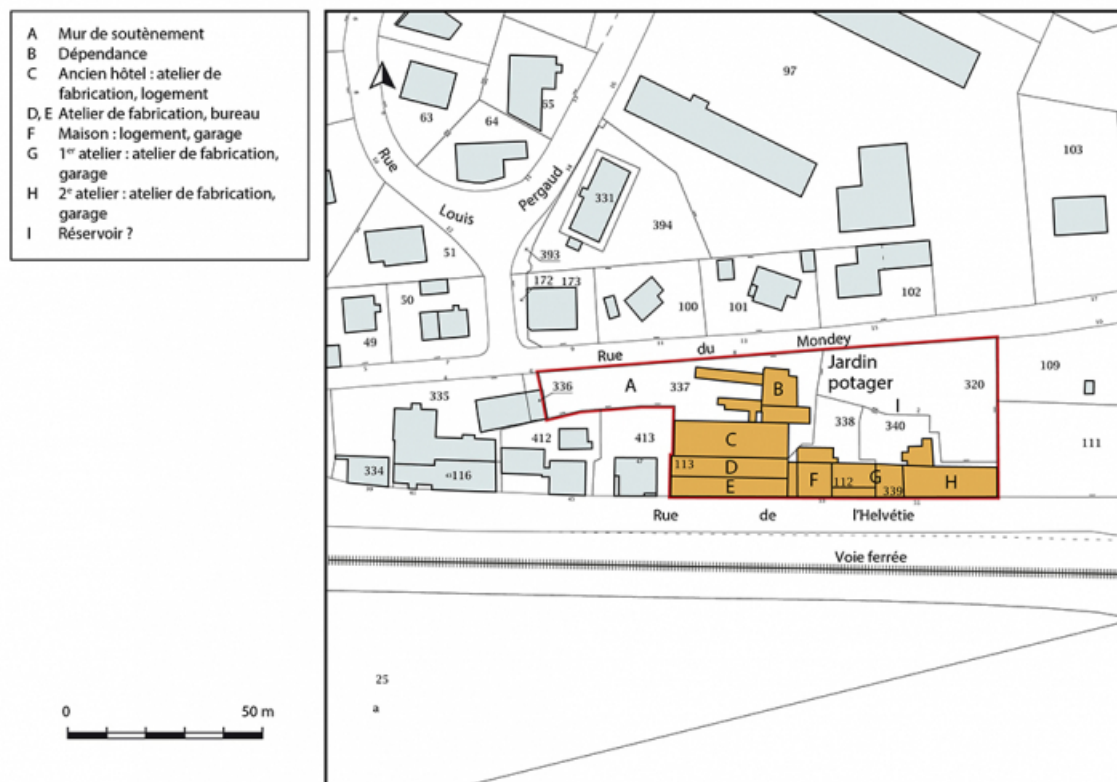 A Mur de soutènement
B Dépendance
C Ancien hôtel : atelier de
fabrication, logement
D, E Atelier de fabrication, bureau
F Maison : logement, garage
G 1er atelier : atelier de fabrication,
garage
H 2e atelier : atelier de fabrication,
garage
I Réservoir ?
97
65
63
64
103
Rue
Louis
Pergaud
331
394
51
393
172 173
50
49
100
101
102
Rue du Mondey
Jardin
potager
336
A
337
B
320
109
335
I
338
340
412
413
111
C
334
116
113
D
E
F
112
G
339
H
Rue de l'Helvétie
Voie ferrée
25
a
0 50 m